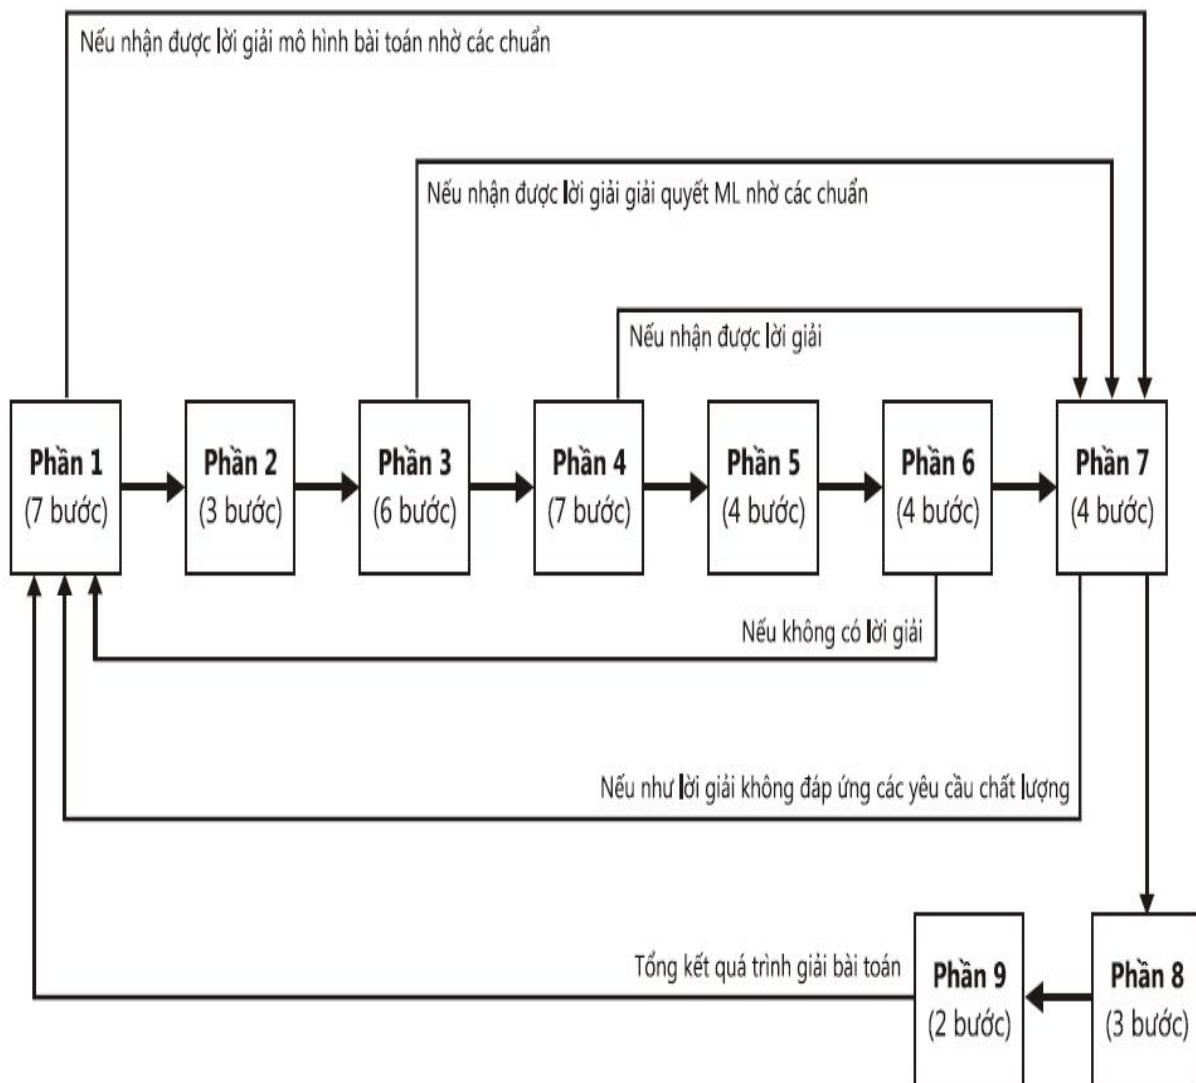 Nếu nhận được lời giải mô hình bài toán nhờ các chuẩn
Nếu nhận được lời giải giải quyết ML nhờ các chuẩn
Nếu nhận được lời giải
Phần 1
(7 bước)
Phần 2
(3 bước)
Phần 3
(6 bước)
Phần 4
(7 bước)
Phần 5
(4 bước)
Phần 6
(4 bước)
Phần 7
(4 bước)
Nếu không có lời giải
Nếu như lời giải không đáp ứng các yêu cầu chất lượng
Tổng kết quá trình giải bài toán
Phần 9
(2 bước)
Phần 8
(3 bước)